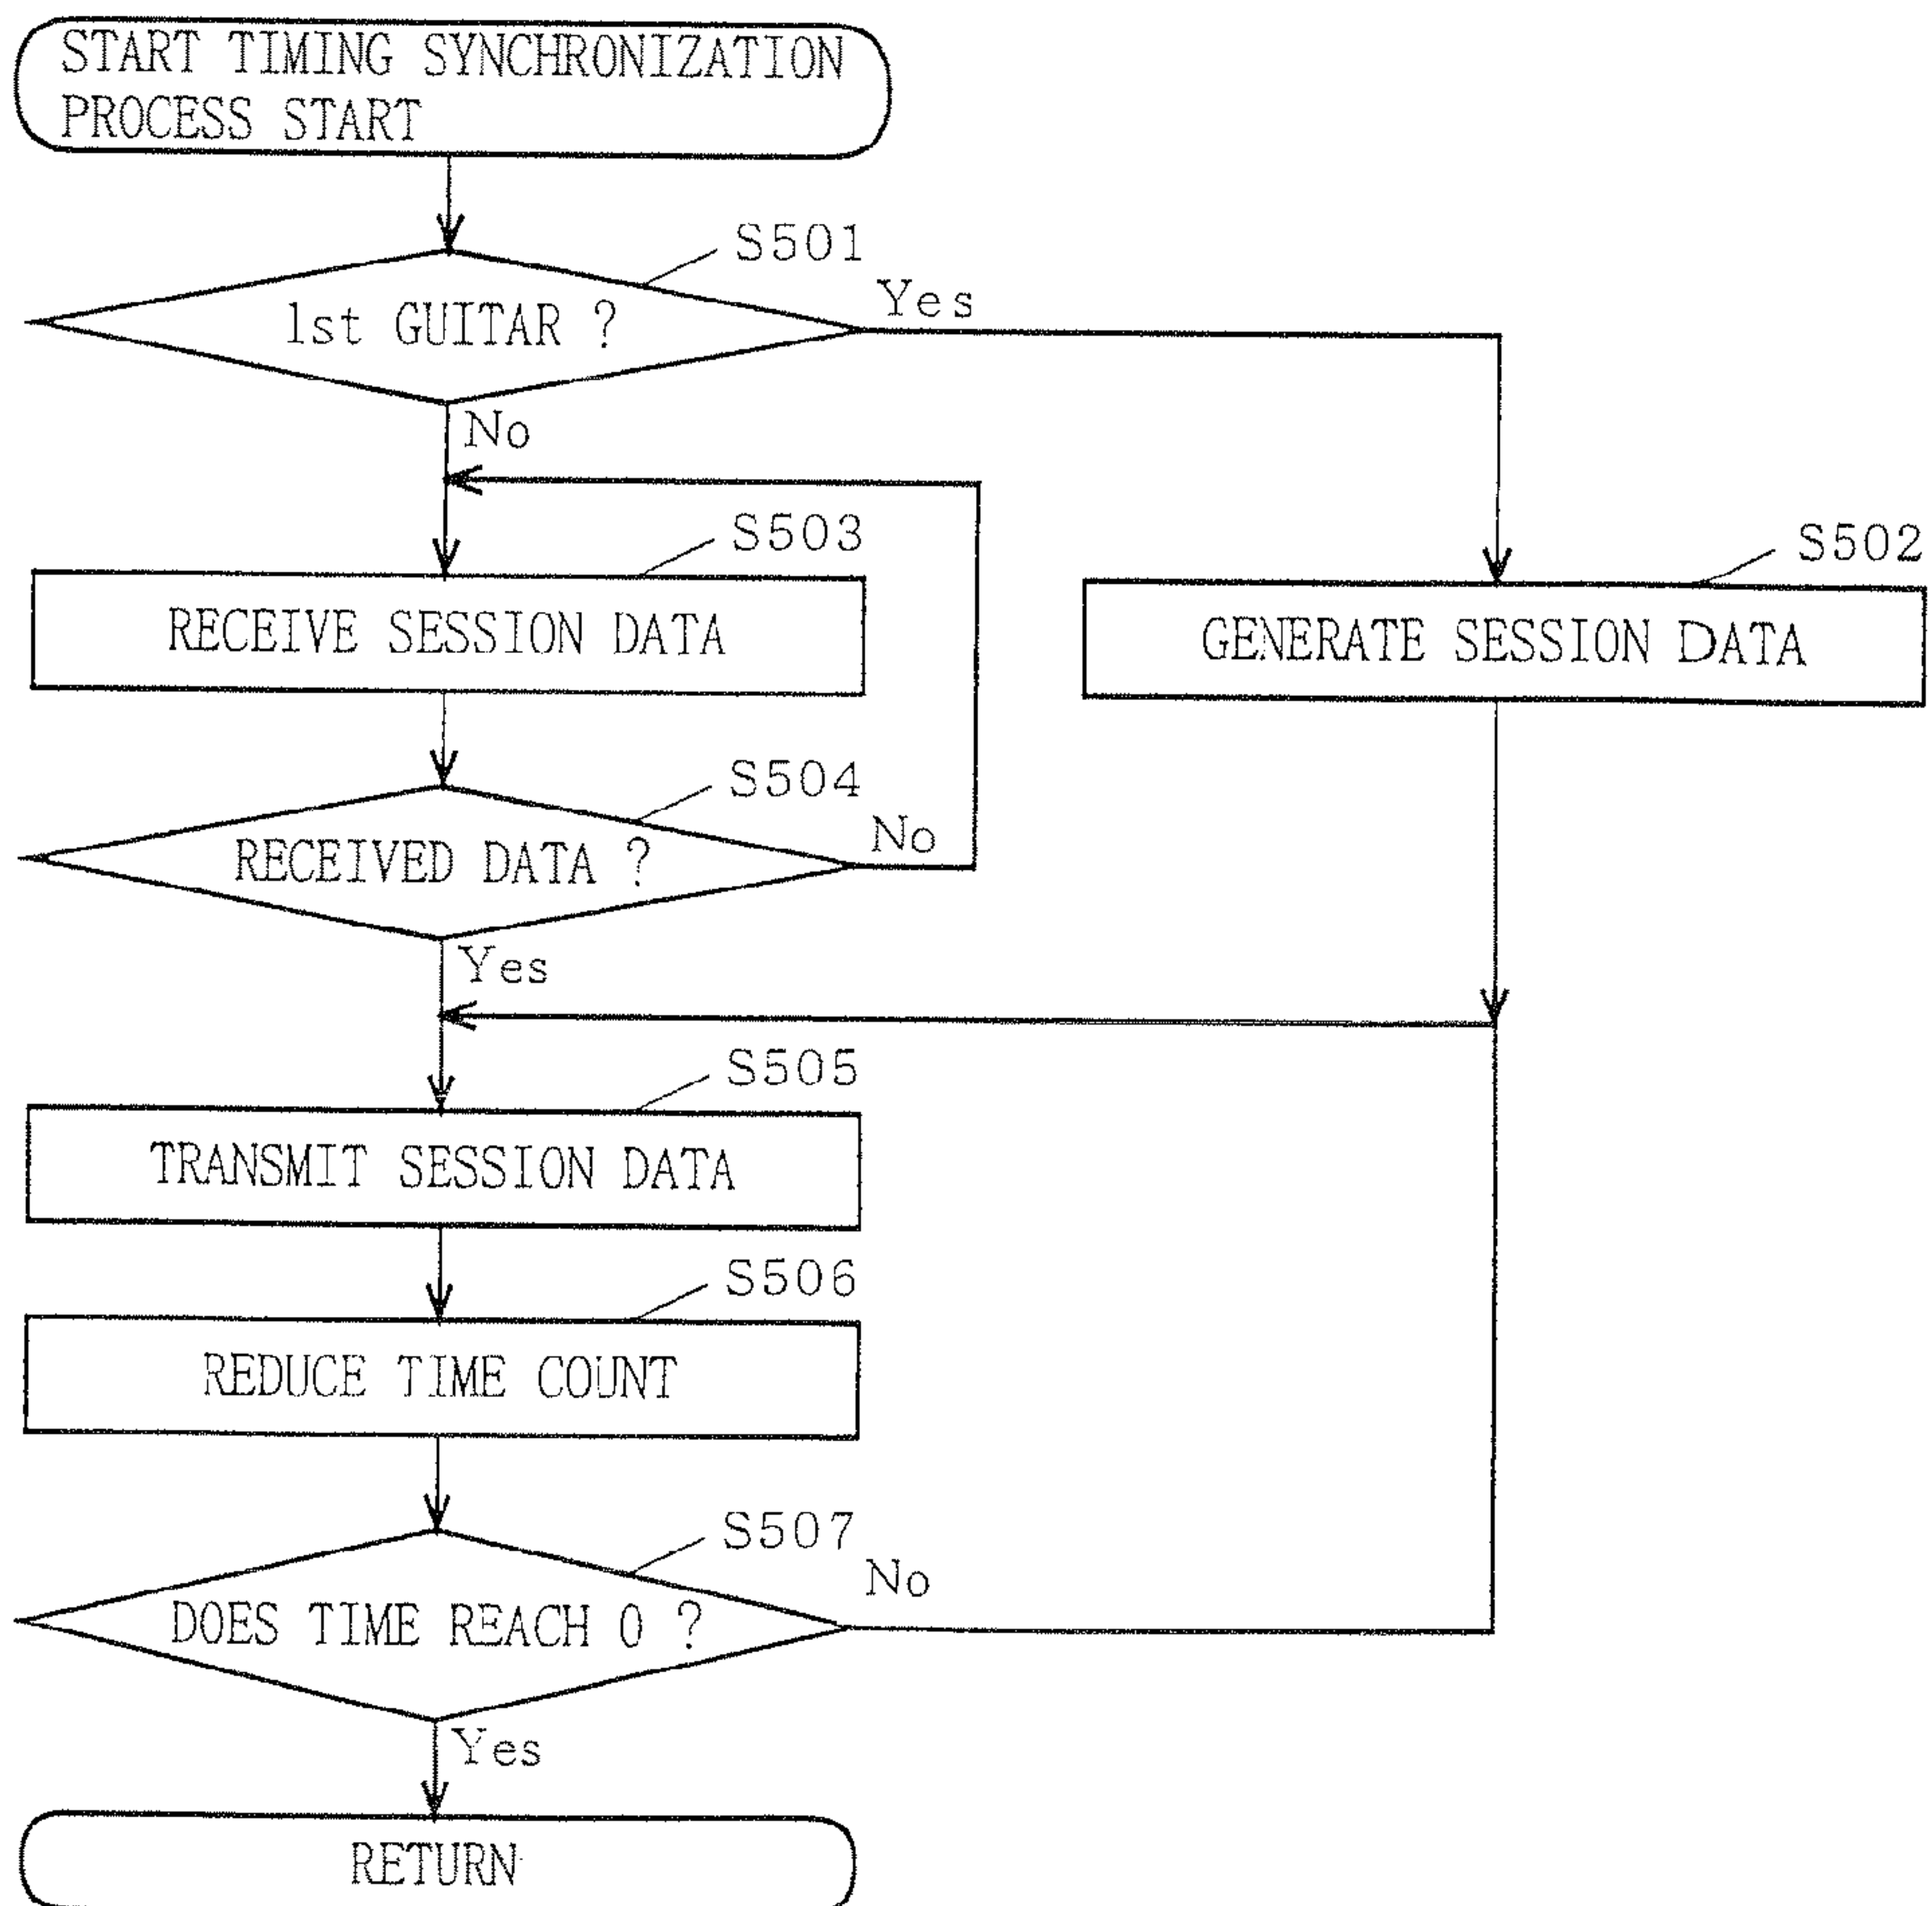 START TIMING SYNCHRONIZATION
PROCESS START
S501
1st GUITAR ?
Yes
No
S503
RECEIVE SESSION DATA
S502
GENERATE SESSION DATA
S504
RECEIVED DATA ?
No
Yes
S505
TRANSMIT SESSION DATA
S506
REDUCE TIME COUNT
S507
DOES TIME REACH 0 ?
No
Yes
RETURN